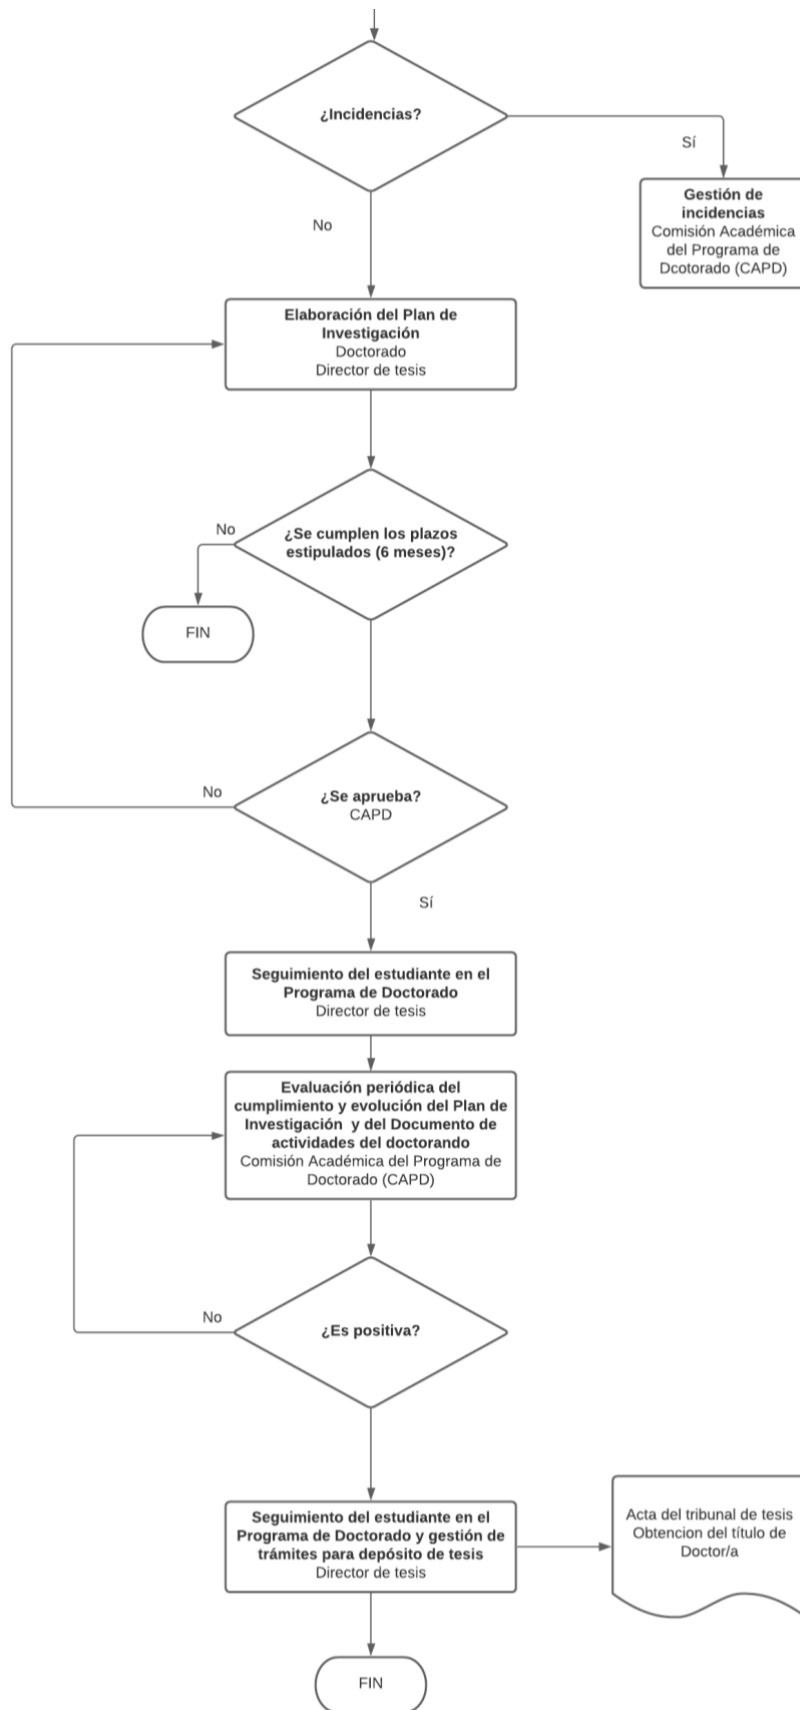 ¿Incidencias?
Sí
Gestión de
incidencias
Comisión Académica
del Programa de
Dcotorado (CAPD)
No
Elaboración del Plan de
Investigación
Doctorado
Director de tesis
No
¿Se cumplen los plazos
estipulados (6 meses)?
FIN
No
¿Se aprueba?
CAPD
Sí
Seguimiento del estudiante en el
Programa de Doctorado
Director de tesis
Evaluación periódica del
cumplimiento y evolución del Plan de
Investigación y del Documento de
actividades del doctorando
Comisión Académica del Programa de
Doctorado (CAPD)
No
¿Es positiva?
Seguimiento del estudiante en el
Programa de Doctorado y gestión de
trámites para depósito de tesis
Director de tesis
Acta del tribunal de tesis
Obtencion del título de
Doctor/a
FIN